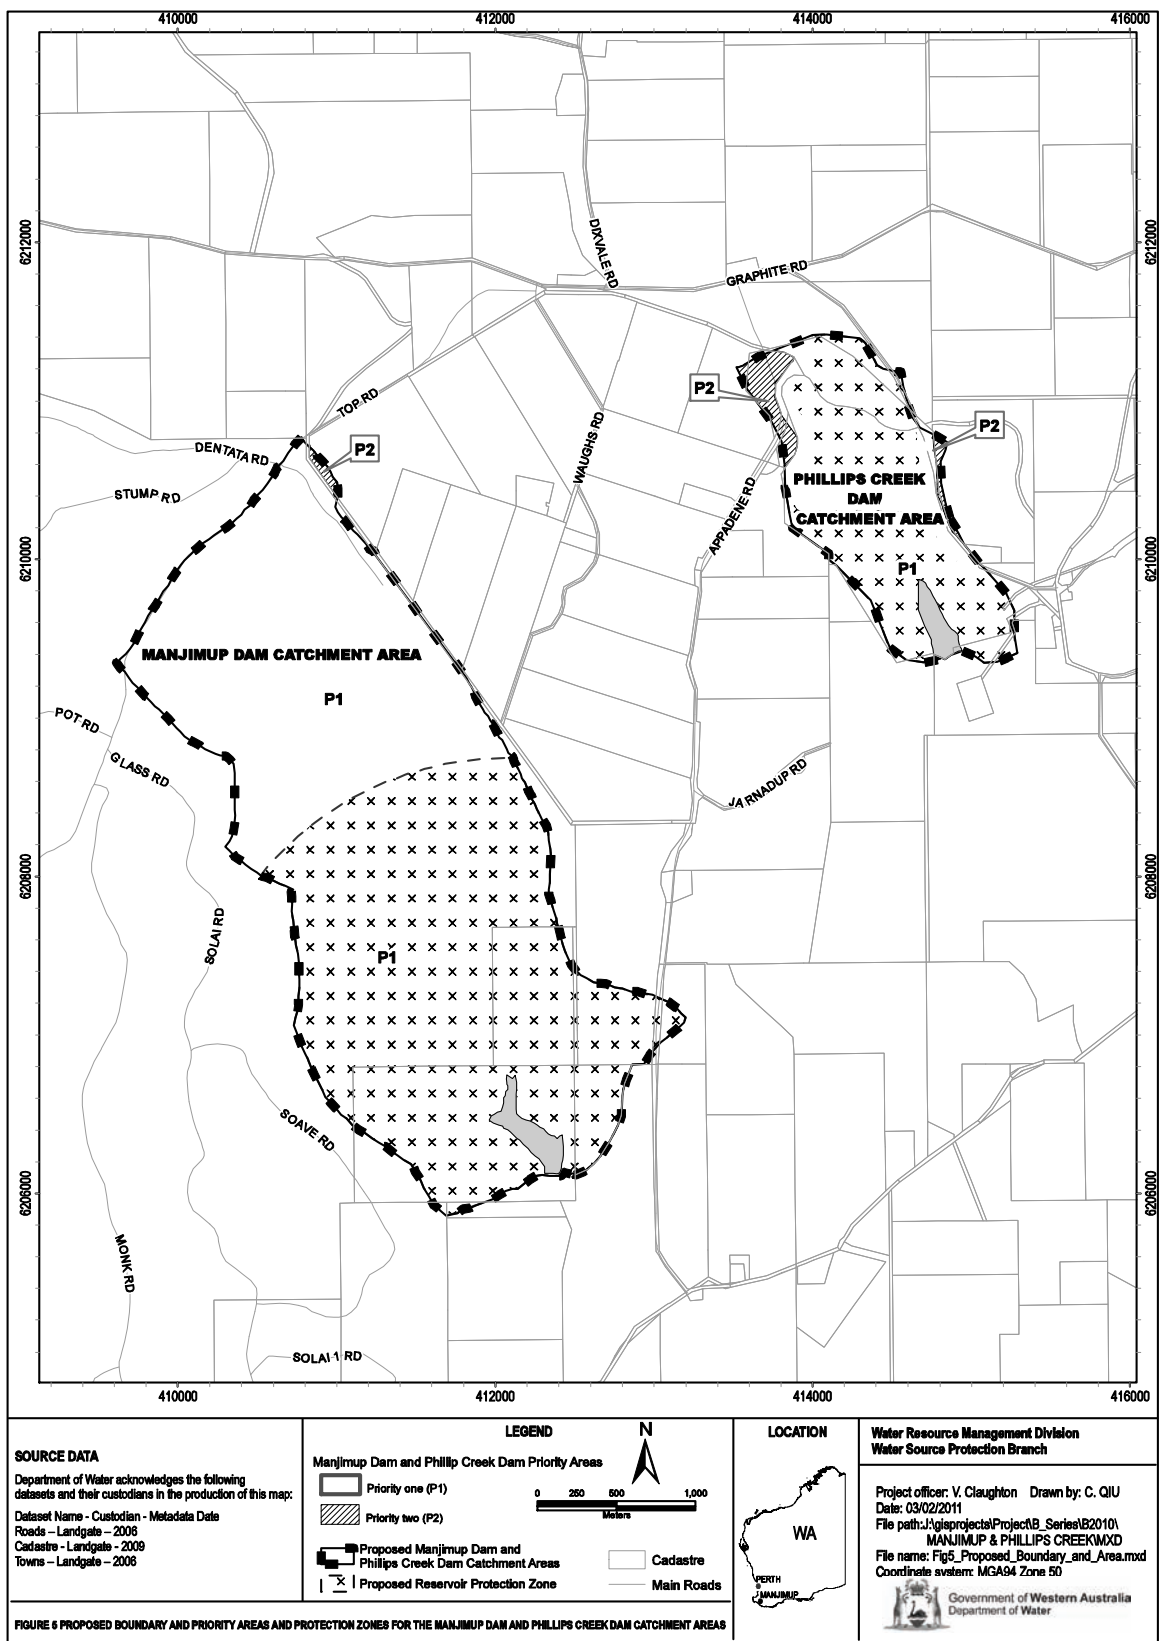 410000 412000 414000 416000
6212000
6212000
DIXVALE RD
GRAPHITE RD
P2
TOP RD
P2
P2
DENTATA RD
WAUGHS RD
STUMP RD
PHILLIPS CREEK
DAM
CATCHMENT AREA
APPADENE RD
6210000
6210000
P1
MANJIMUP DAM CATCHMENT AREA
P1
POT RD
GLASS RD
JARNADUP RD
6208000
6208000
SOLAI RD
P1
SOAVE RD
6206000
6206000
MONK RD
SOLAI 1 RD
410000 412000 414000 416000
SOURCE DATA
Department of Water acknowledges the following
datasets and their custodians in the production of this map:
Dataset Name - Custodian - Metadata Date
Roads – Landgate – 2006
Cadastre - Landgate - 2009
Towns – Landgate – 2006
LEGEND
N
Manjimup Dam and Phillip Creek Dam Priority Areas
Priority one (P1)
Priority two (P2)
0 250 500 1,000
Meters
Proposed Manjimup Dam and
Phillips Creek Dam Catchment Areas
Proposed Reservoir Protection Zone
Cadastre
Main Roads
LOCATION
WA
PERTH
MANJIMUP
Water Resource Management Division
Water Source Protection Branch
Project officer: V. Claughton Drawn by: C. QIU
Date: 03/02/2011
File path:J:\gisprojects\Project\B_Series\B2010\
MANJIMUP & PHILLIPS CREEK\MXD
File name: Fig5_Proposed_Boundary_and_Area.mxd
Coordinate system: MGA94 Zone 50
Government of Western Australia
Department of Water
FIGURE 5 PROPOSED BOUNDARY AND PRIORITY AREAS AND PROTECTION ZONES FOR THE MANJIMUP DAM AND PHILLIPS CREEK DAM CATCHMENT AREAS